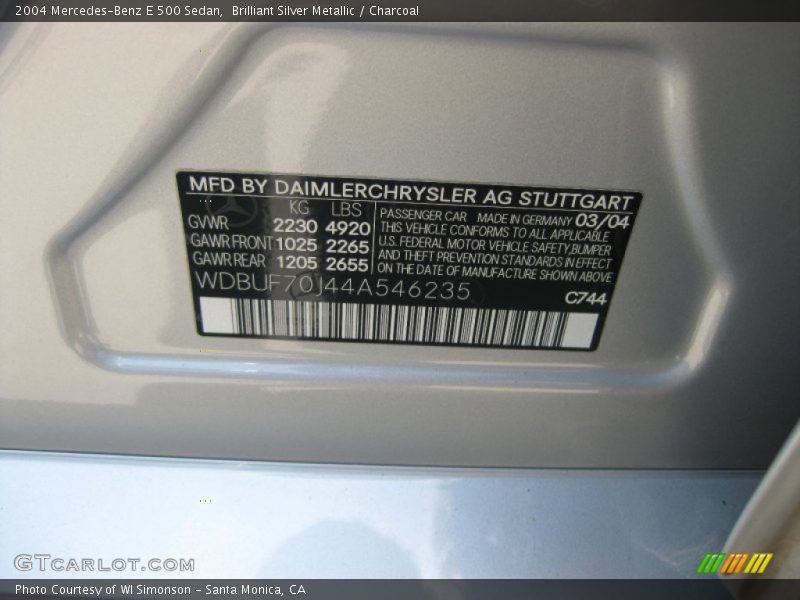 2004 Mercedes-Benz E 500 Sedan,  Brilliant Silver Metallic / Charcoal
MFD BY DAIMLERCHRYSLER AG STUTTGART
KG LBS
GVWR 2230 4920
GAWR FRONT 1025 2265
GAWR REAR 1205 2655
PASSENGER CAR MADE IN GERMANY 03/04
THIS VEHICLE CONFORMS TO ALL APPLICABLE
U.S. FEDERAL MOTOR VEHICLE SAFETY, BUMPER
AND THEFT PREVENTION STANDARDS IN EFFECT
ON THE DATE OF MANUFACTURE SHOWN ABOVE
WDBUF70J44A546235
C744
GTCARLOT.COM
Photo Courtesy of WI Simonson - Santa Monica, CA